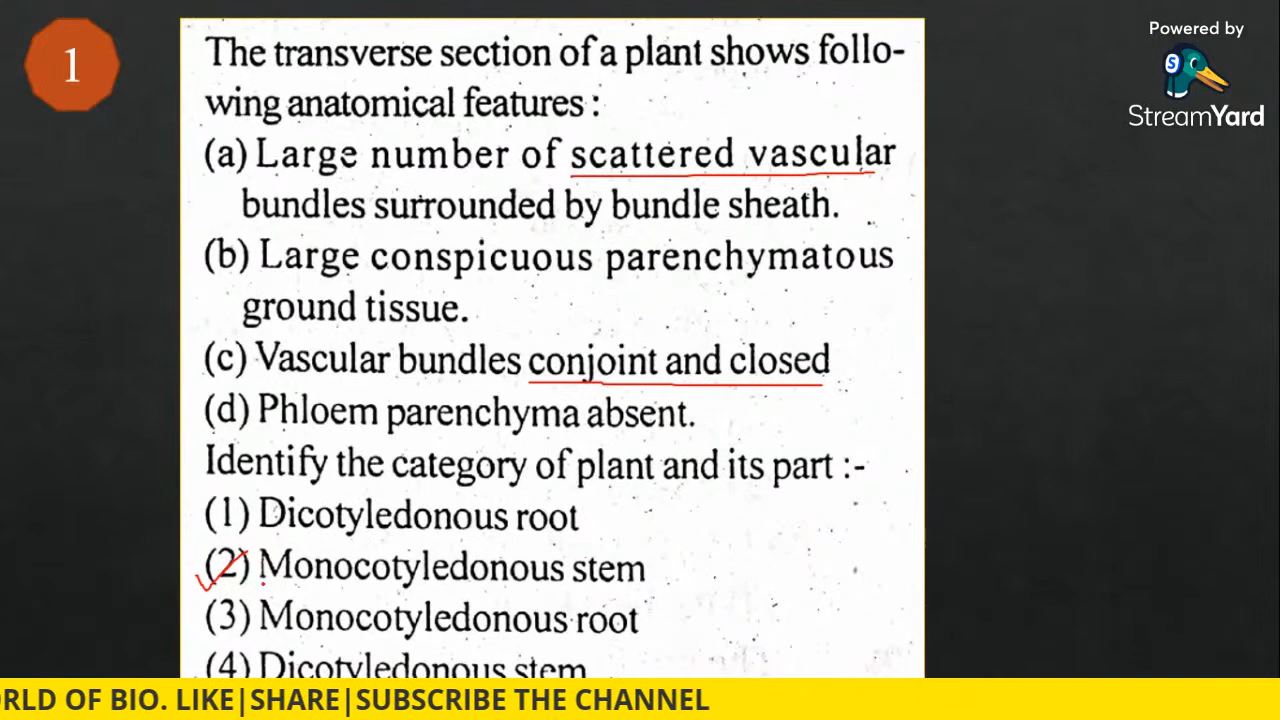 1
Powered by
StreamYard
The transverse section of a plant shows follo-
wing anatomical features :
(a) Large number of scattered vascular
bundles surrounded by bundle sheath.
(b) Large conspicuous parenchymatous
ground tissue.
(c) Vascular bundles conjoint and closed
(d) Phloem parenchyma absent.
Identify the category of plant and its part :-
(1) Dicotyledonous root
(2) Monocotyledonous stem
(3) Monocotyledonous root
(4) Dicotyledonous stem
OF BIO. LIKE|SHARE|SUBSCRIBE THE CHANNEL